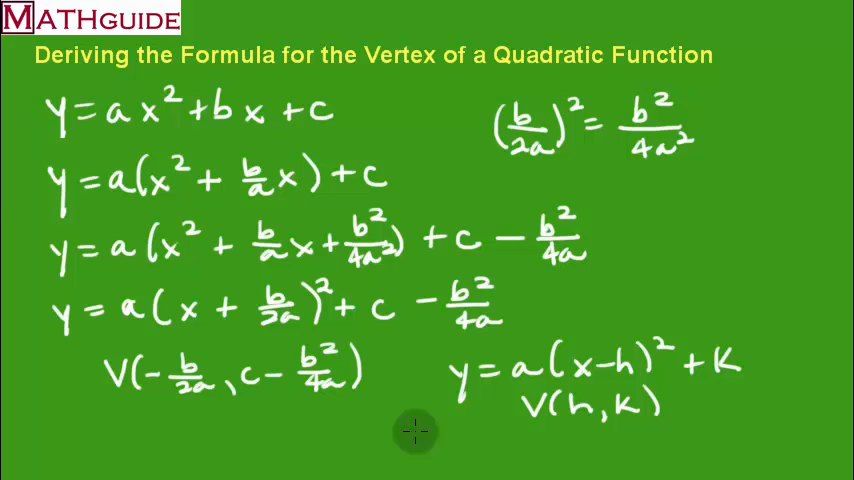 MATHGUIDE
Deriving the Formula for the Vertex of a Quadratic Function
y = ax² + bx + c
(b/2a)² = b²/4a²
y = a(x² + b/a x) + c
y = a(x² + b/a x + b²/4a²) + c - b²/4a
y = a(x + b/2a)² + c - b²/4a
V(-b/2a, c - b²/4a)
y = a(x-h)² + k
V(h, k)